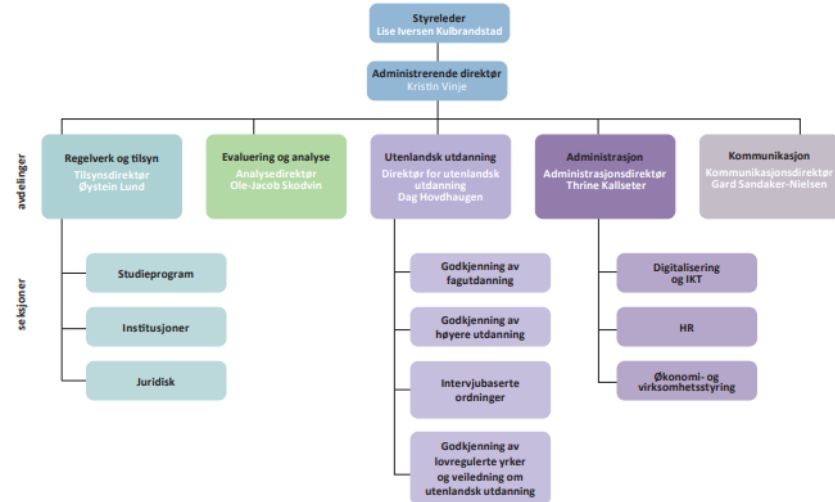 Styreleder
Lise Iversen Kulbrandstad
Administrerende direktør
Kristin Vinje
avdelinger
Regelverk og tilsyn
Tilsynsdirektør
Øystein Lund
Evaluering og analyse
Analysedirektør
Ole-Jacob Skodvin
Utenlandsk utdanning
Direktør for utenlandsk
utdanning
Dag Hovdhaugen
Administrasjon
Administrasjonsdirektør
Thrine Kallseter
Kommunikasjon
Kommunikasjonsdirektør
Gard Sandaker-Nielsen
seksjoner
Studieprogram
Institusjoner
Juridisk
Godkjenning av
fagutdanning
Godkjenning av
høyere utdanning
Intervjubaserte
ordninger
Godkjenning av
lovregulerte yrker
og veiledning om
utenlandsk utdanning
Digitalisering
og IKT
HR
Økonomi- og
virksomhetsstyring